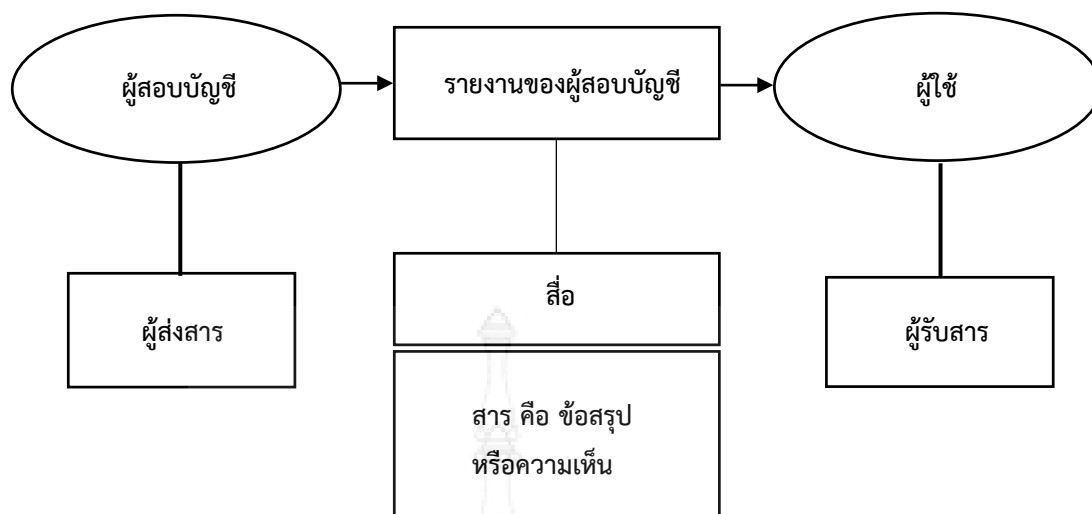 ผู้สอบบัญชี
รายงานของผู้สอบบัญชี
ผู้ใช้
ผู้ส่งสาร
สื่อ
ผู้รับสาร
สาร คือ ข้อสรุป
หรือความเห็น